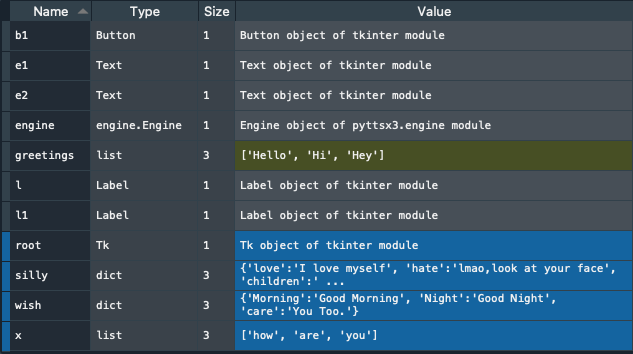 Name Type Size Value
b1 Button 1 Button object of tkinter module
e1 Text 1 Text object of tkinter module
e2 Text 1 Text object of tkinter module
engine engine.Engine 1 Engine object of pyttsx3.engine module
greetings list 3 ['Hello', 'Hi', 'Hey']
l Label 1 Label object of tkinter module
l1 Label 1 Label object of tkinter module
root Tk 1 Tk object of tkinter module
silly dict 3 {'love':'I love myself', 'hate':'lmao,look at your face',
'children':' ...
wish dict 3 {'Morning':'Good Morning', 'Night':'Good Night',
'care':'You Too.'}
x list 3 ['how', 'are', 'you']